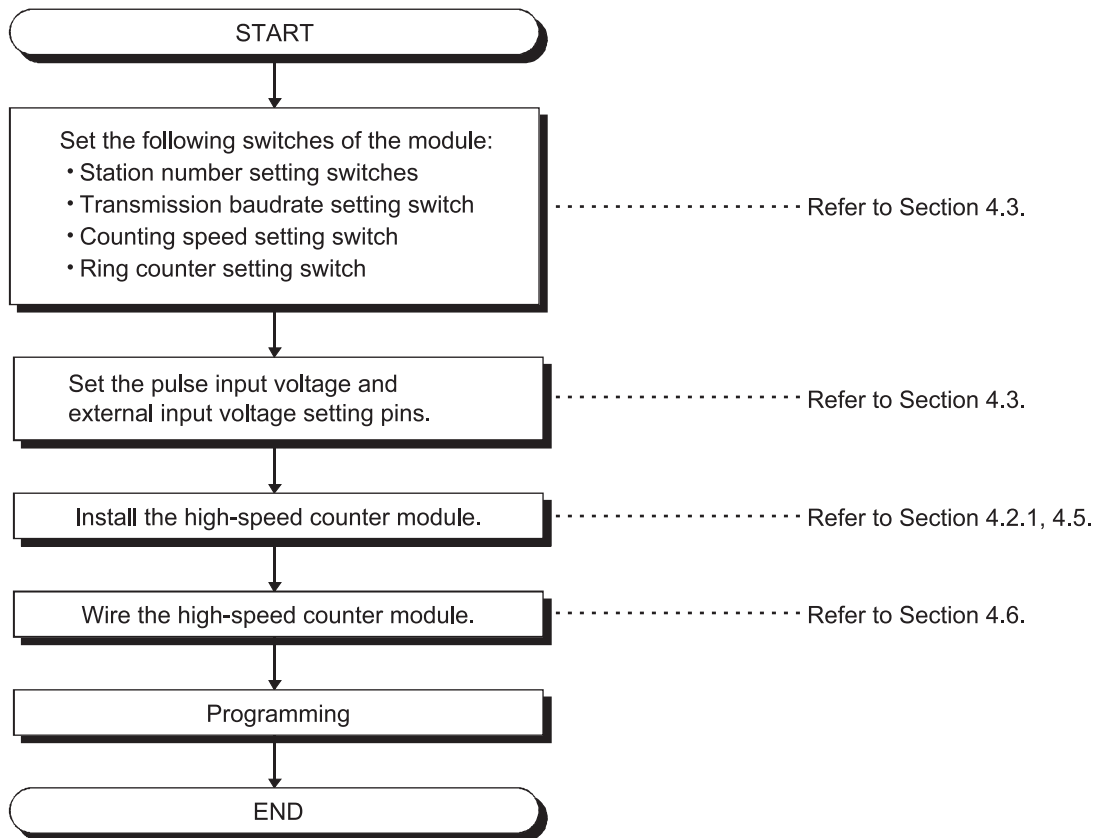 START
Set the following switches of the module:
• Station number setting switches
• Transmission baudrate setting switch
• Counting speed setting switch
• Ring counter setting switch
Refer to Section 4.3.
Set the pulse input voltage and
external input voltage setting pins.
Refer to Section 4.3.
Install the high-speed counter module.
Refer to Section 4.2.1, 4.5.
Wire the high-speed counter module.
Refer to Section 4.6.
Programming
END